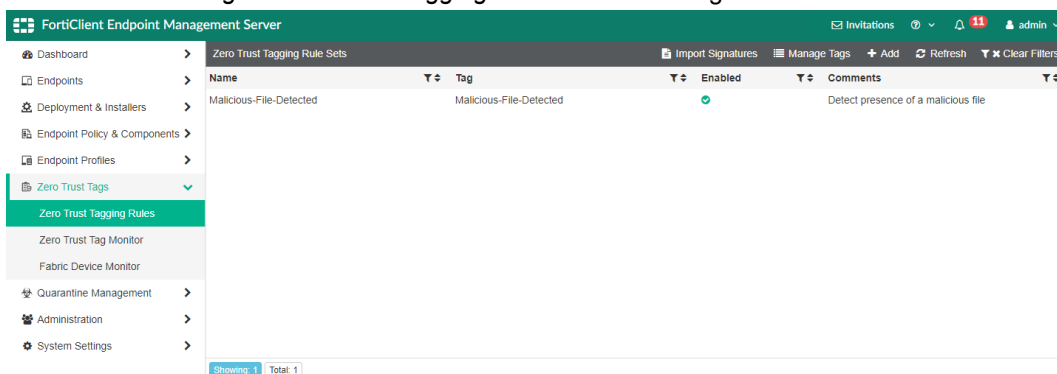 FortiClient Endpoint Management Server Invitations 11 admin
Dashboard
Endpoints
Deployment & Installers
Endpoint Policy & Components
Endpoint Profiles
Zero Trust Tags
Zero Trust Tagging Rules
Zero Trust Tag Monitor
Fabric Device Monitor
Quarantine Management
Administration
System Settings
Zero Trust Tagging Rule Sets Import Signatures Manage Tags + Add Refresh Clear Filters
Name Tag Enabled Comments
Malicious-File-Detected Malicious-File-Detected Detect presence of a malicious file
Showing: 1 Total: 1